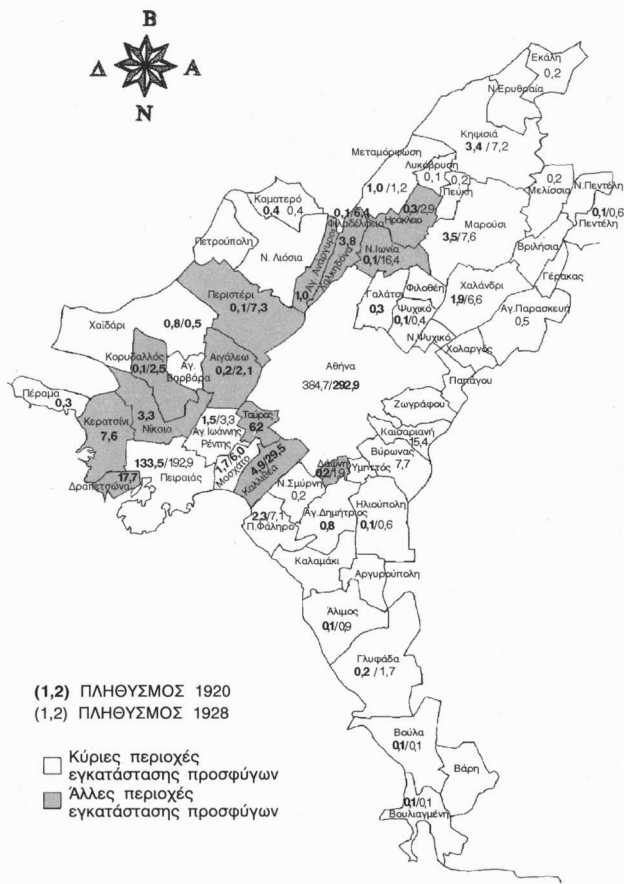 Β
Δ Α
Ν
Εκάλη
0,2
Ν.Ερυθραία
Κηφισιά
3,4 / 7,2
Μεταμόρφωση
1,0 / 1,2
Λυκόβρυση
0,1
0,2
Πεύκη
0,2
Μελίσσια
Ν.Πεντέλη
0,1/0,6
Πεντέλη
Καματερό
0,4 0,4
Πετρούπολη
Ν. Λιόσια
0,1/6,4
Φιλαδέλφεια
0,3/2,9
Ηράκλειο
Μαρούσι
3,5/7,6
Βριλήσια
Γέρακας
Αγ. Ανάργυροι
1,0
3,8
Χαλκηδόνα
Ν.Ιωνία
0,1/16,4
Περιστέρι
0,1/7,3
Γαλάτσι
0,3
Φιλοθέη
Ψυχικό
0,1/0,4
Ν.Ψυχικό
Χαλάνδρι
1,9/6,6
Αγ.Παρασκευή
0,5
Χολαργός
Παπάγου
Χαϊδάρι
0,8/0,5
Κορυδαλλός
0,1/2,5
Αγ.
Βαρβάρα
Αιγάλεω
0,2/2,1
Αθήνα
384,7/292,9
Ζωγράφου
Καισαριανή
15,4
Βύρωνας
7,7
Υμηττός
Πέραμα
0,3
Κερατσίνι
7,6
3,3
Νίκαια
1,5/3,3
Αγ. Ιωάννης
Ρέντης
Ταύρος
62
1,7/6,0
Μοσχάτο
4,9/29,5
Καλλιθέα
133,5/192,9
Πειραιάς
17,7
Δραπετσώνα
Δάφνη
0,2/1,9
Ν.Σμύρνη
0,2
2,3/7,1
Π.Φάληρο
Αγ.Δημήτριος
0,8
Ηλιούπολη
0,1/0,6
Καλαμάκι
Αργυρούπολη
Άλιμος
0,1/0,9
Γλυφάδα
0,2 / 1,7
Βούλα
0,1/0,1
Βάρη
0,1/0,1
Βουλιαγμένη
(1,2) ΠΛΗΘΥΣΜΟΣ 1920
(1,2) ΠΛΗΘΥΣΜΟΣ 1928
Κύριες περιοχές
εγκατάστασης προσφύγων
Άλλες περιοχές
εγκατάστασης προσφύγων